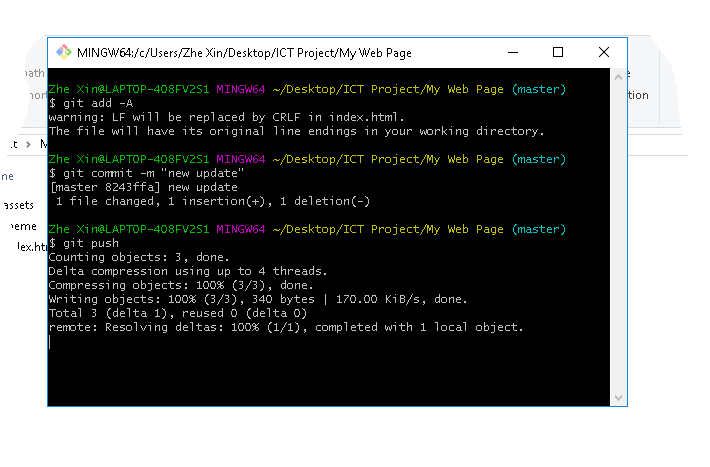 MINGW64:/c/Users/Zhe Xin/Desktop/ICT Project/My Web Page
Zhe Xin@LAPTOP-408FV2S1 MINGW64 ~/Desktop/ICT Project/My Web Page (master)
$ git add -A
warning: LF will be replaced by CRLF in index.html.
The file will have its original line endings in your working directory.
Zhe Xin@LAPTOP-408FV2S1 MINGW64 ~/Desktop/ICT Project/My Web Page (master)
$ git commit -m "new update"
[master 8243ffa] new update
1 file changed, 1 insertion(+), 1 deletion(-)
Zhe Xin@LAPTOP-408FV2S1 MINGW64 ~/Desktop/ICT Project/My Web Page (master)
$ git push
Counting objects: 3, done.
Delta compression using up to 4 threads.
Compressing objects: 100% (3/3), done.
Writing objects: 100% (3/3), 340 bytes | 170.00 KiB/s, done.
Total 3 (delta 1), reused 0 (delta 0)
remote: Resolving deltas: 100% (1/1), completed with 1 local object.
assets